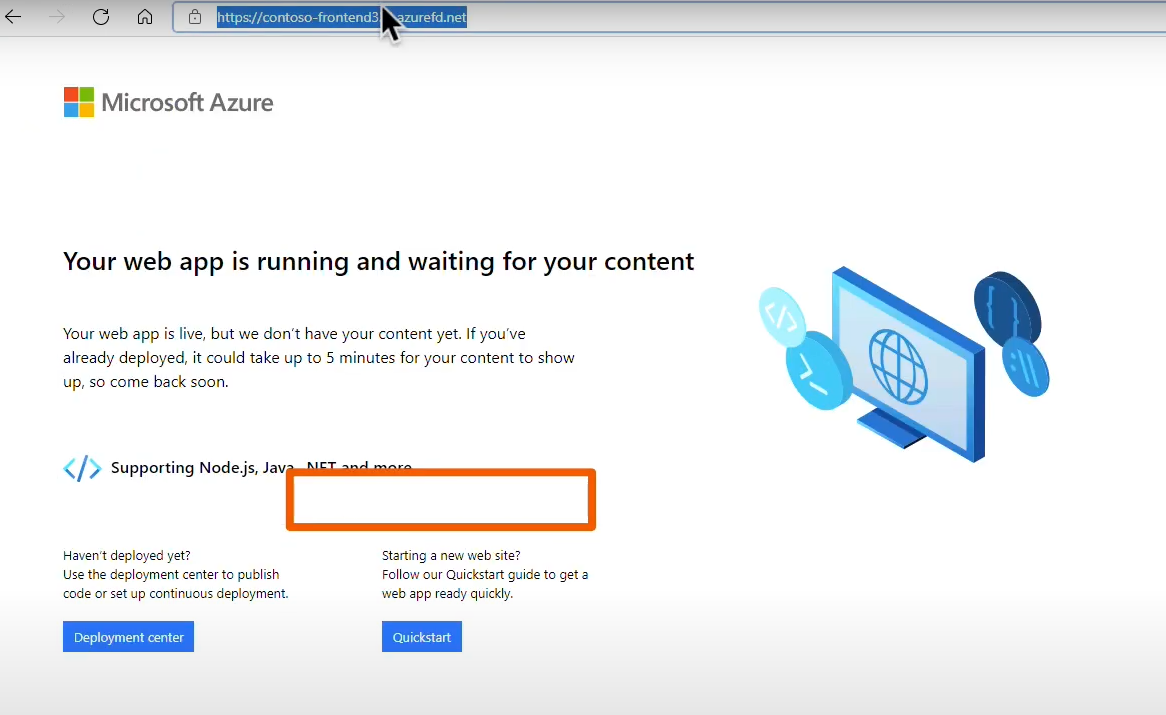 https://contoso-frontend3 azurefd.net
Microsoft Azure
Your web app is running and waiting for your content
Your web app is live, but we don’t have your content yet. If you’ve
already deployed, it could take up to 5 minutes for your content to show
up, so come back soon.
</>
Supporting Node.js, Java, .NET and more
Haven’t deployed yet?
Use the deployment center to publish
code or set up continuous deployment.
Deployment center
Starting a new web site?
Follow our Quickstart guide to get a
web app ready quickly.
Quickstart